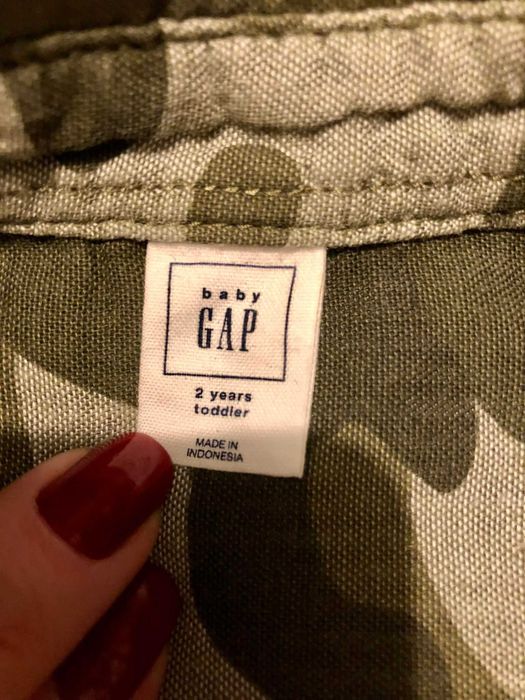 baby
GAP
2 years
toddler
MADE IN
INDONESIA